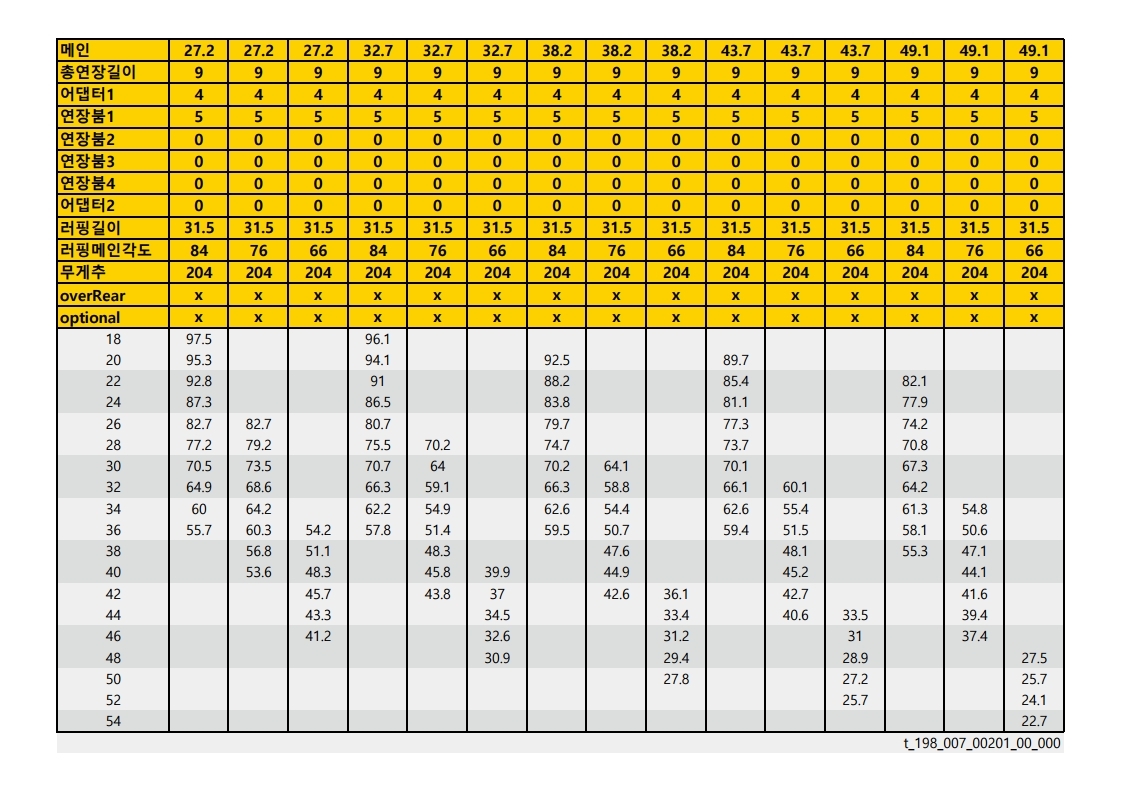 메인 27.2 27.2 27.2 32.7 32.7 32.7 38.2 38.2 38.2 43.7 43.7 43.7 49.1 49.1 49.1
총연장길이 9 9 9 9 9 9 9 9 9 9 9 9 9 9 9
어댑터1 4 4 4 4 4 4 4 4 4 4 4 4 4 4 4
연장붐1 5 5 5 5 5 5 5 5 5 5 5 5 5 5 5
연장붐2 0 0 0 0 0 0 0 0 0 0 0 0 0 0 0
연장붐3 0 0 0 0 0 0 0 0 0 0 0 0 0 0 0
연장붐4 0 0 0 0 0 0 0 0 0 0 0 0 0 0 0
어댑터2 0 0 0 0 0 0 0 0 0 0 0 0 0 0 0
러핑길이 31.5 31.5 31.5 31.5 31.5 31.5 31.5 31.5 31.5 31.5 31.5 31.5 31.5 31.5 31.5
러핑메인각도 84 76 66 84 76 66 84 76 66 84 76 66 84 76 66
무게추 204 204 204 204 204 204 204 204 204 204 204 204 204 204 204
overRear x x x x x x x x x x x x x x x
optional x x x x x x x x x x x x x x x
18 97.5 96.1
20 95.3 94.1 92.5 89.7
22 92.8 91 88.2 85.4 82.1
24 87.3 86.5 83.8 81.1 77.9
26 82.7 82.7 80.7 79.7 77.3 74.2
28 77.2 79.2 75.5 70.2 74.7 73.7 70.8
30 70.5 73.5 70.7 64 70.2 64.1 70.1 67.3
32 64.9 68.6 66.3 59.1 66.3 58.8 66.1 60.1 64.2
34 60 64.2 62.2 54.9 62.6 54.4 62.6 55.4 61.3 54.8
36 55.7 60.3 54.2 57.8 51.4 59.5 50.7 59.4 51.5 58.1 50.6
38 56.8 51.1 48.3 47.6 48.1 55.3 47.1
40 53.6 48.3 45.8 39.9 44.9 45.2 44.1
42 45.7 43.8 37 42.6 36.1 42.7 41.6
44 43.3 34.5 33.4 40.6 33.5 39.4
46 41.2 32.6 31.2 31 37.4
48 30.9 29.4 28.9 27.5
50 27.8 27.2 25.7
52 25.7 24.1
54 22.7
t_198_007_00201_00_000